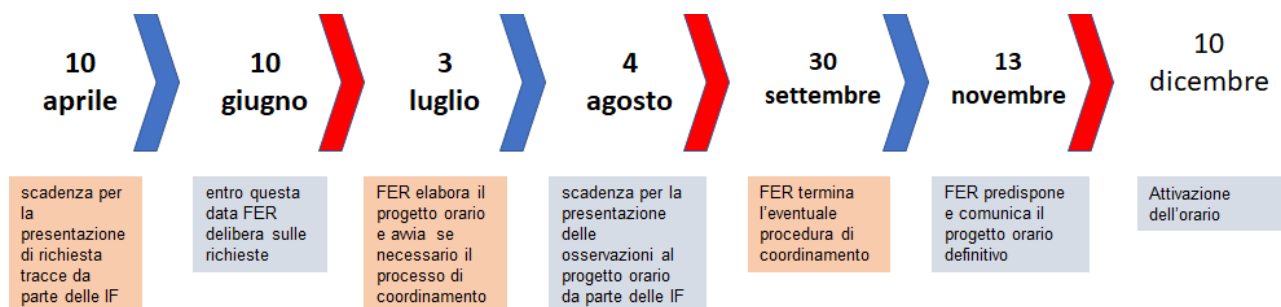 10
aprile
10
giugno
3
luglio
4
agosto
30
settembre
13
novembre
10
dicembre
scadenza per
la
presentazione
di richiesta
tracce da
parte delle IF
entro questa
data FER
delibera sulle
richieste
FER elabora il
progetto orario
e avvia se
necessario il
processo di
coordinamento
scadenza per la
presentazione
delle
osservazioni al
progetto orario
da parte delle IF
FER termina
l'eventuale
procedura di
coordinamento
FER predispone
e comunica il
progetto orario
definitivo
Attivazione
dell'orario